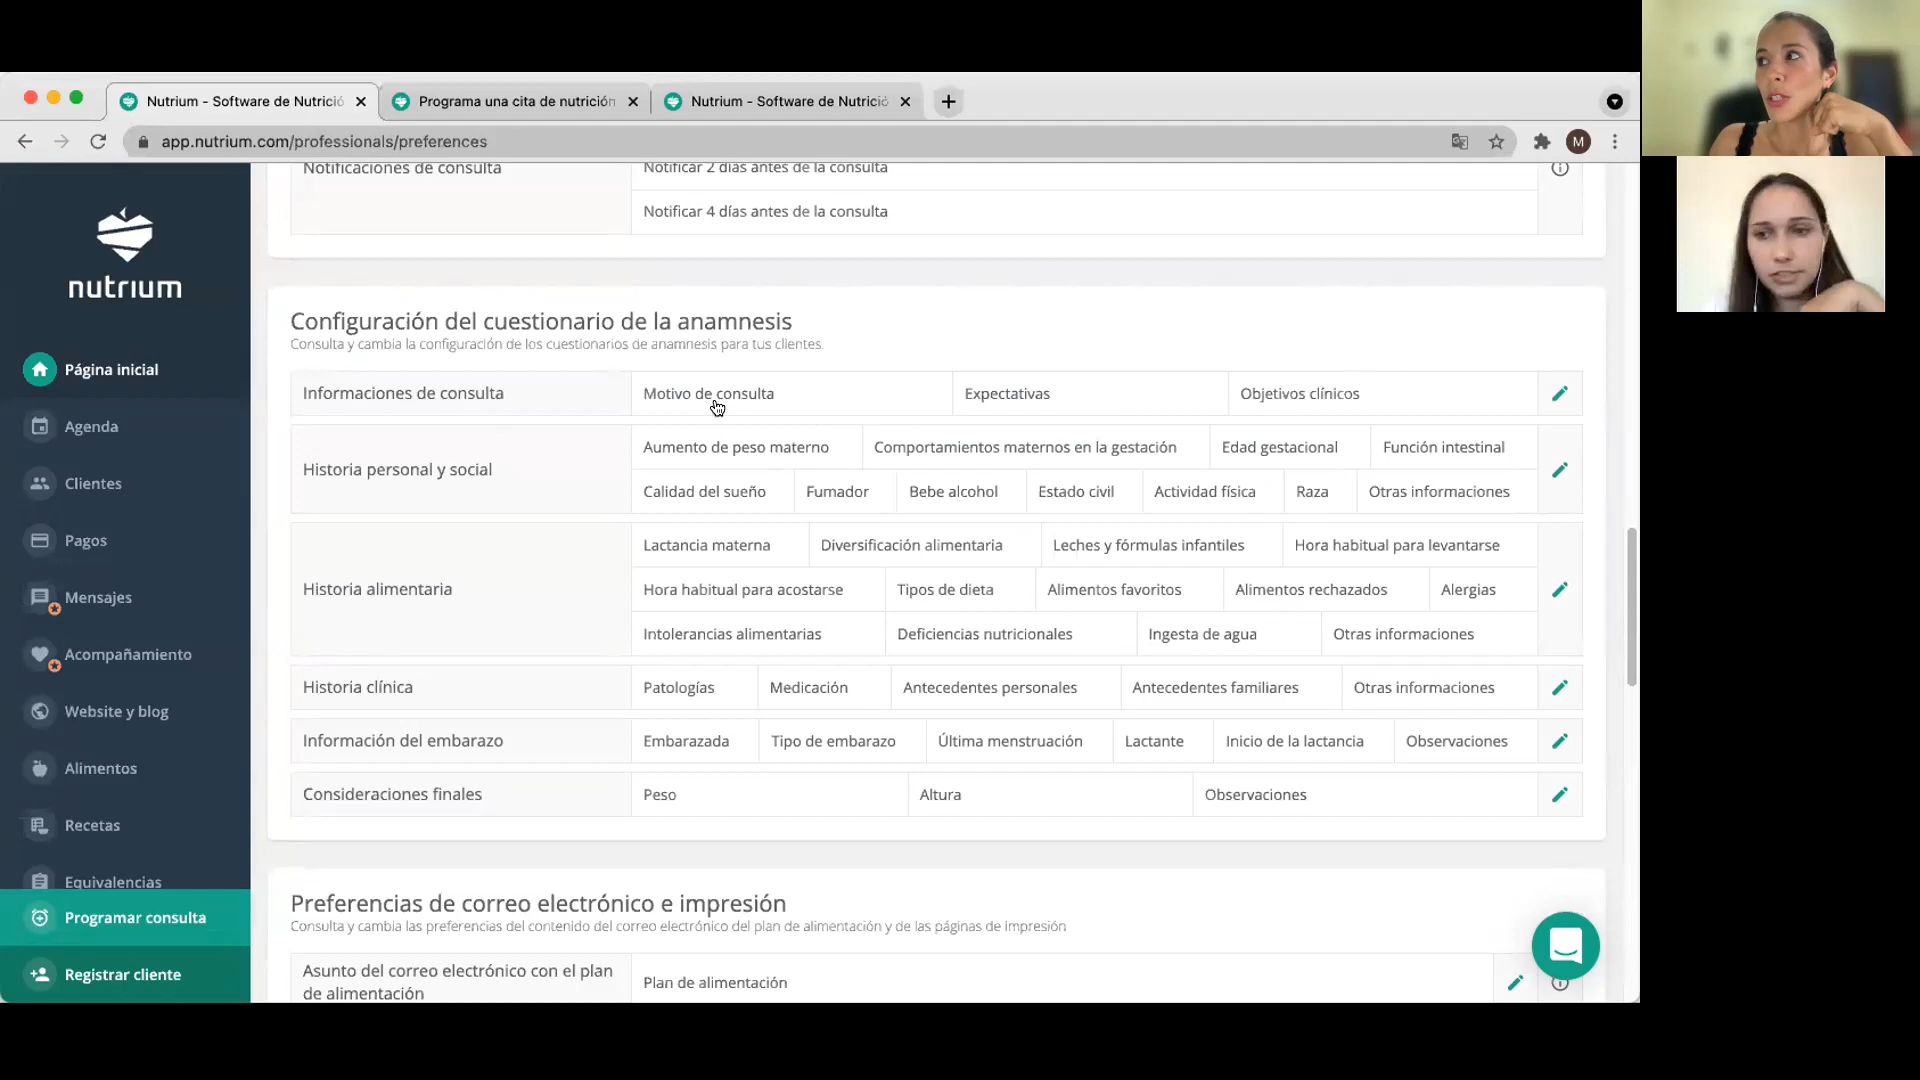 Nutrium - Software de Nutrició
Programa una cita de nutrición
Nutrium - Software de Nutrició
app.nutrium.com/professionals/preferences
M
nutrium
Página inicial
Agenda
Clientes
Pagos
Mensajes
Acompañamiento
Website y blog
Alimentos
Recetas
Equivalencias
Programar consulta
Registrar cliente
Notificaciones de consulta
Notificar 2 días antes de la consulta
Notificar 4 días antes de la consulta
Configuración del cuestionario de la anamnesis
Consulta y cambia la configuración de los cuestionarios de anamnesis para tus clientes.
Informaciones de consulta
Motivo de consulta Expectativas Objetivos clínicos
Historia personal y social
Aumento de peso materno Comportamientos maternos en la gestación Edad gestacional Función intestinal
Calidad del sueño Fumador Bebe alcohol Estado civil Actividad física Raza Otras informaciones
Historia alimentaria
Lactancia materna Diversificación alimentaria Leches y fórmulas infantiles Hora habitual para levantarse
Hora habitual para acostarse Tipos de dieta Alimentos favoritos Alimentos rechazados Alergias
Intolerancias alimentarias Deficiencias nutricionales Ingesta de agua Otras informaciones
Historia clínica
Patologías Medicación Antecedentes personales Antecedentes familiares Otras informaciones
Información del embarazo
Embarazada Tipo de embarazo Última menstruación Lactante Inicio de la lactancia Observaciones
Consideraciones finales
Peso Altura Observaciones
Preferencias de correo electrónico e impresión
Consulta y cambia las preferencias del contenido del correo electrónico del plan de alimentación y de las páginas de impresión
Asunto del correo electrónico con el plan
de alimentación
Plan de alimentación